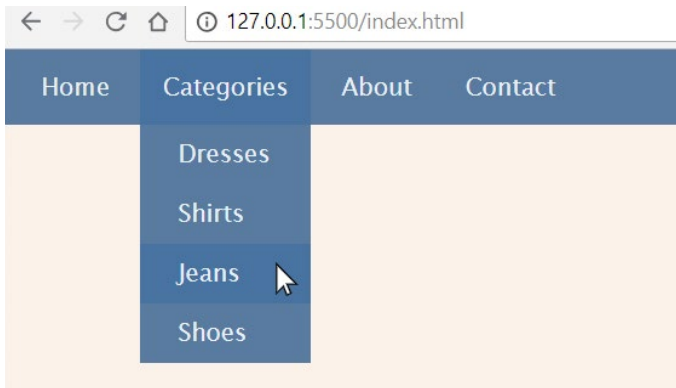 127.0.0.1:5500/index.html
Home Categories About Contact
Dresses
Shirts
Jeans
Shoes